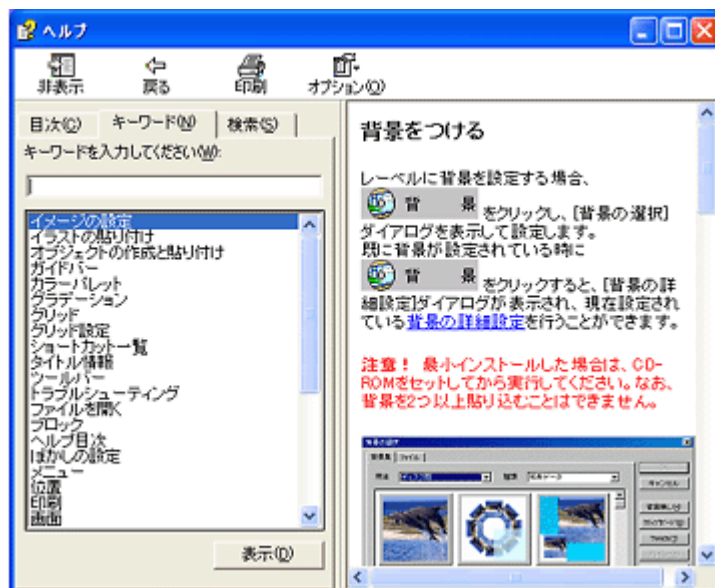 ヘルプ
非表示
戻る
印刷
オプション(O)
目次(C)
キーワード(N)
検索(S)
キーワードを入力してください(W):
イメージの設定
イラストの貼り付け
オブジェクトの作成と貼り付け
ガイドバー
カラーパレット
グラデーション
グリッド
グリッド設定
ショートカット一覧
タイトル情報
ツールバー
トラブルシューティング
ファイルを開く
ブロック
ヘルプ目次
ぼかしの設定
メニュー
位置
印刷
画面
表示(D)
背景をつける
レーベルに背景を設定する場合、
背 景 をクリックし、[背景の選択]
ダイアログを表示して設定します。
既に背景が設定されている時に
背 景 をクリックすると、[背景の詳
細設定]ダイアログが表示され、現在設定され
ている背景の詳細設定を行うことができます。
注意！ 最小インストールした場合は、CD-
ROMをセットしてから実行してください。なお、
背景を2つ以上貼り込むことはできません。
背景の選択
背景集
ファイル
キャンセル